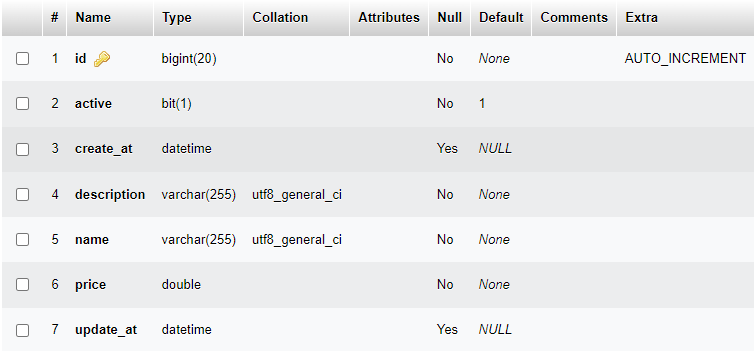 # Name Type Collation Attributes Null Default Comments Extra
1 id bigint(20) No None AUTO_INCREMENT
2 active bit(1) No 1
3 create_at datetime Yes NULL
4 description varchar(255) utf8_general_ci No None
5 name varchar(255) utf8_general_ci No None
6 price double No None
7 update_at datetime Yes NULL